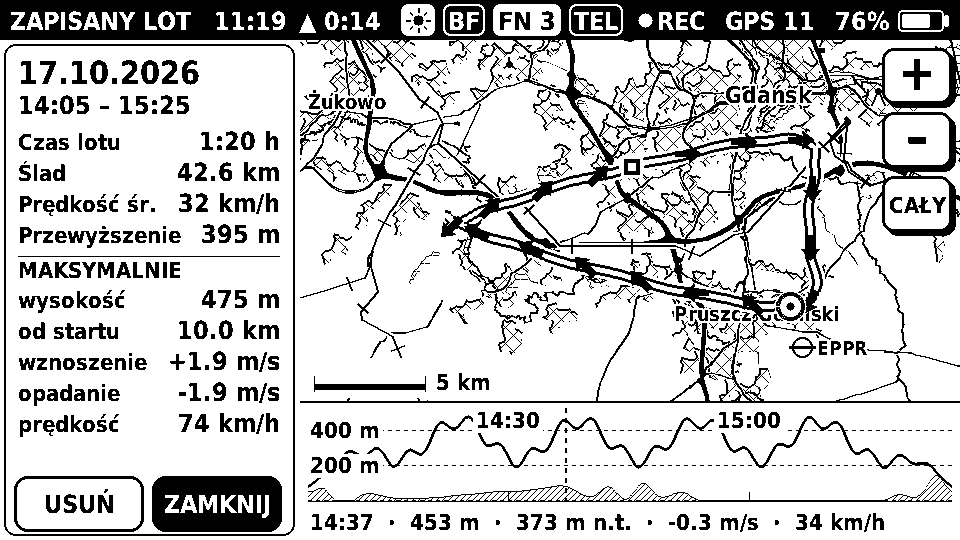 ZAPISANY LOT 11:19 ▲ 0:14 BF FN 3 TEL ●REC GPS 11 76%
17.10.2026
14:05 – 15:25
Czas lotu 1:20 h
Ślad 42.6 km
Prędkość śr. 32 km/h
Przewyższenie 395 m
MAKSYMALNIE
wysokość 475 m
od startu 10.0 km
wznoszenie +1.9 m/s
opadanie -1.9 m/s
prędkość 74 km/h
USUŃ ZAMKNIJ
Żukowo
Gdańsk
Pruszcz Gdański
EPPR
5 km
+
-
CAŁY
14:30 15:00
400 m
200 m
14:37 · 453 m · 373 m n.t. · -0.3 m/s · 34 km/h